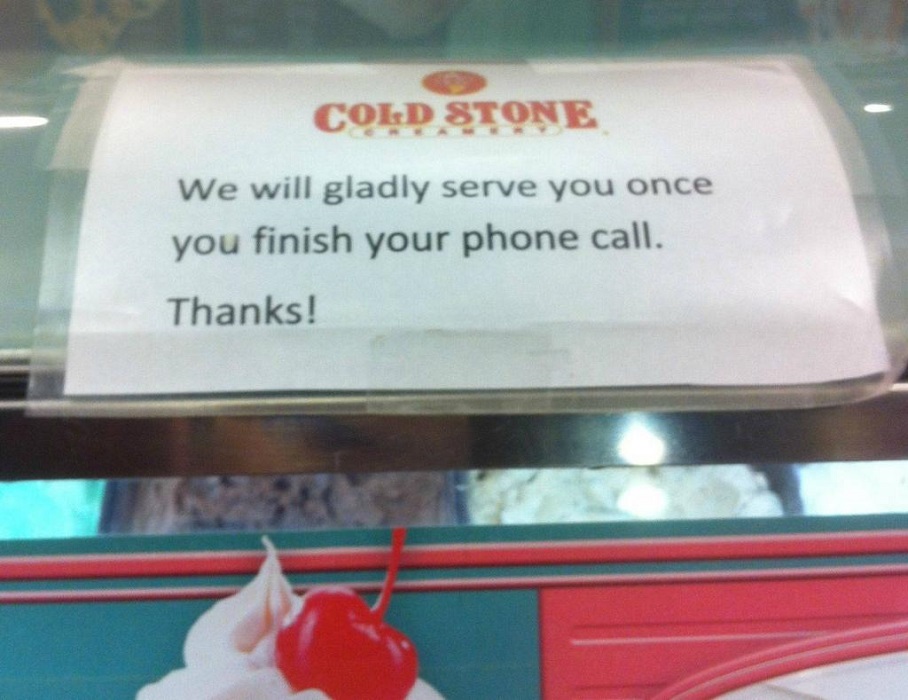 COLD STONE
CREAMERY
We will gladly serve you once
you finish your phone call.
Thanks!